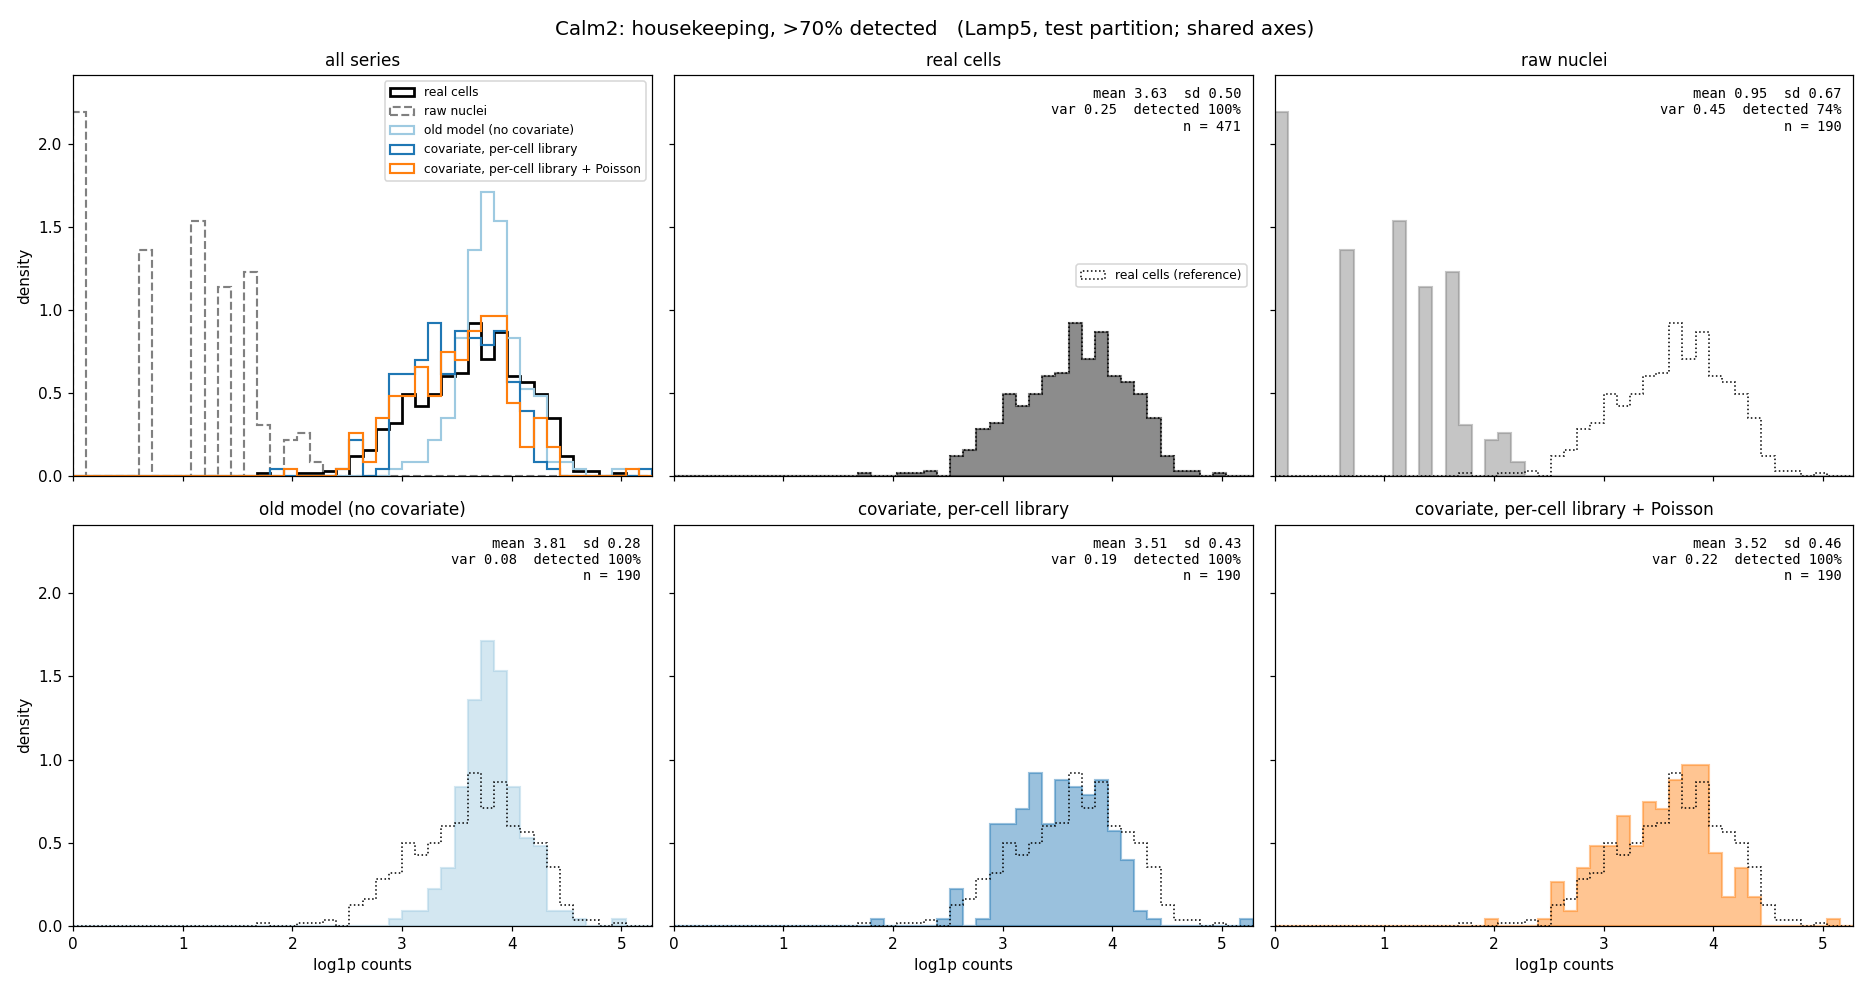 Calm2: housekeeping, >70% detected   (Lamp5, test partition; shared axes)
all series
real cells
raw nuclei
old model (no covariate)
covariate, per-cell library
covariate, per-cell library + Poisson
density
2.0
1.5
1.0
0.5
0.0
real cells
mean 3.63  sd 0.50
var 0.25  detected 100%
n = 471
real cells (reference)
raw nuclei
mean 0.95  sd 0.67
var 0.45  detected 74%
n = 190
old model (no covariate)
mean 3.81  sd 0.28
var 0.08  detected 100%
n = 190
density
2.0
1.5
1.0
0.5
0.0
0 1 2 3 4 5
log1p counts
covariate, per-cell library
mean 3.51  sd 0.43
var 0.19  detected 100%
n = 190
0 1 2 3 4 5
log1p counts
covariate, per-cell library + Poisson
mean 3.52  sd 0.46
var 0.22  detected 100%
n = 190
0 1 2 3 4 5
log1p counts